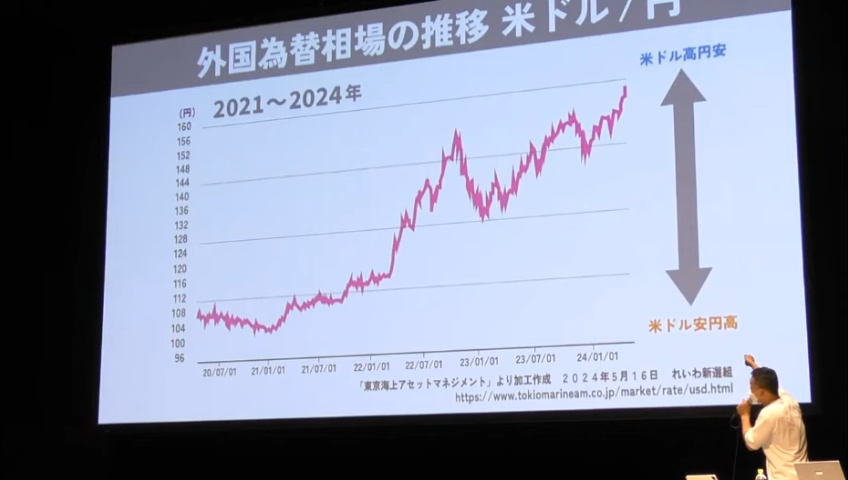 外国為替相場の推移 米ドル/円
2021～2024年
米ドル高円安
(円)
160
156
152
148
144
140
136
132
128
124
120
116
112
108
104
100
96
20/07/01 21/01/01 21/07/01 22/01/01 22/07/01 23/01/01 23/07/01 24/01/01
米ドル安円高
「東京海上アセットマネジメント」より加工作成 2024年5月16日 れいわ新選組
https://www.tokiomarineam.co.jp/market/rate/usd.html